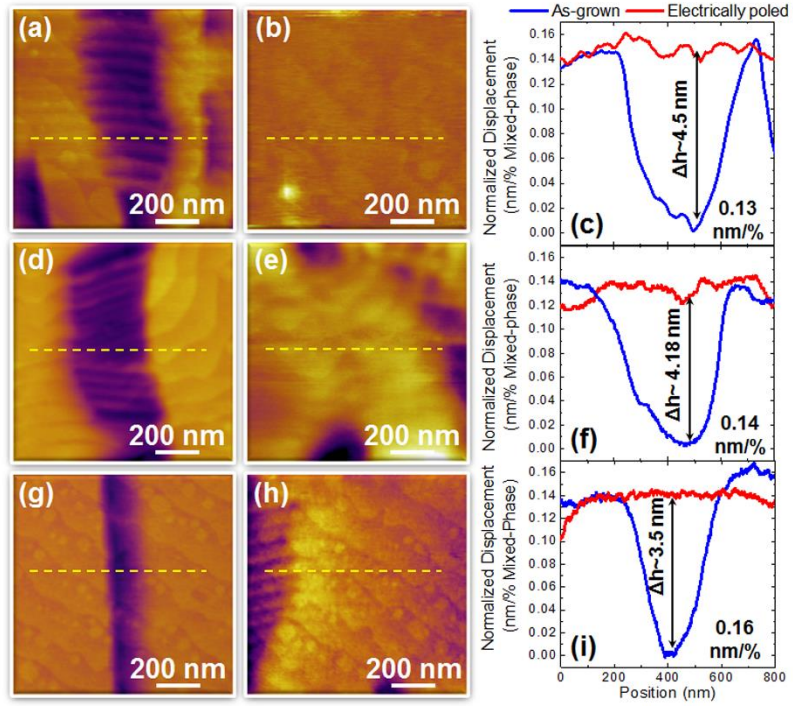 As-grown Electrically poled
(a)
200 nm
(b)
200 nm
Normalized Displacement
(nm/% Mixed-phase)
0.16
0.14
0.12
0.10
0.08
0.06
0.04
0.02
0.00
Δh~4.5 nm
0.13
nm/%
(c)
(d)
200 nm
(e)
200 nm
Normalized Displacement
(nm/% Mixed-phase)
0.16
0.14
0.12
0.10
0.08
0.06
0.04
0.02
0.00
Δh~ 4.18 nm
0.14
nm/%
(f)
(g)
200 nm
(h)
200 nm
Normalized Displacement
(nm/% Mixed-Phase)
0.16
0.14
0.12
0.10
0.08
0.06
0.04
0.02
0.00
Δh~3.5 nm
0.16
nm/%
(i)
0 200 400 600 800
Position (nm)